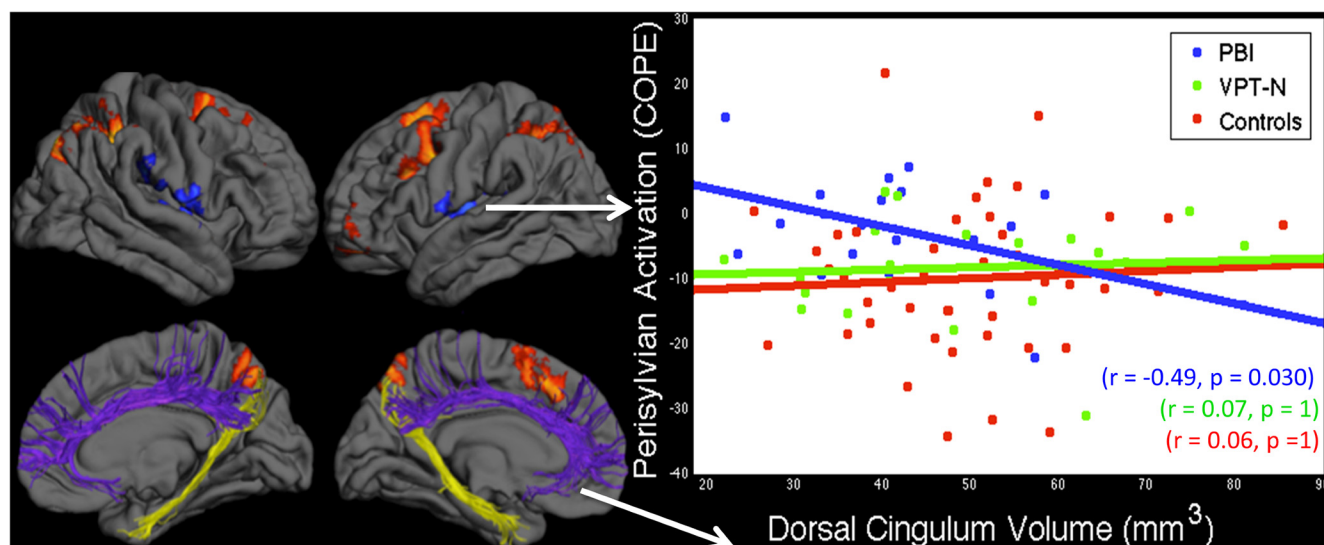 Perisylvian Activation (COPE)
30
20
10
0
-10
-20
-30
-40
PBI
VPT-N
Controls
(r = -0.49, p = 0.030)
(r = 0.07, p = 1)
(r = 0.06, p =1)
20
30
40
50
60
70
80
90
Dorsal Cingulum Volume (mm3)